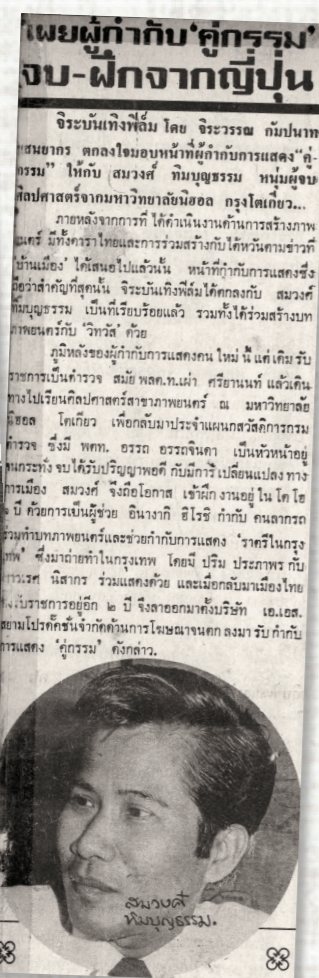 เผยผู้กำกับ'คู่กรรม'
จบ-ฝึกจากญี่ปุ่น
จิระบันเทิงฟิล์ม โดย จิระวรรณ กัมปนาท
แสนยากร ตกลงใจมอบหน้าที่ผู้กำกับการแสดง“คู่-
กรรม” ให้กับ สมวงศ์ ทิมบุญธรรม หนุ่มผู้จบ
ศิลปศาสตร์จากมหาวิทยาลัยนิฮอล กรุงโตเกียว...
ภายหลังจากการที่ ได้ดำเนินงานด้านการสร้างภาพ
ยนตร์ มีทั้งดาราไทยและการร่วมสร้างกับไต้หวันตามข่าวที่
'บ้านเมือง' ได้เสนอไปแล้วนั้น หน้าที่กำกับการแสดงซึ่ง
ถือว่าสำคัญที่สุดนั้น จิระบันเทิงฟิล์มได้ตกลงกับ สมวงศ์
ทิมบุญธรรม เป็นที่เรียบร้อยแล้ว รวมทั้งได้ร่วมสร้างบท
ภาพยนตร์กับ 'วิทวัส' ด้วย
ภูมิหลังของผู้กำกับการแสดงคน ใหม่ นี้ แต่ เดิม รับ
ราชการเป็นตำรวจ สมัย พลต.ท.เผ่า ศรียานนท์ แล้วเดิน
ทางไปเรียนศิลปศาสตร์สาขาภาพยนตร์ ณ มหาวิทยาลัย
นิฮอล โตเกียว เพื่อกลับมาประจำแผนกสวัสดิการกรม
ตำรวจ ซึ่งมี พตท. อรรถ อรรถจินดา เป็นหัวหน้าอยู่
จนกระทั่ง จบ ได้รับปริญญาพอดี กับมีการ เปลี่ยนแปลง ทาง
การเมือง สมวงศ์ จึงถือโอกาส เข้าฝึก งานอยู่ ใน โต โฮ
๖ ปี ด้วยการเป็นผู้ช่วย อินางากิ ฮิโรชิ กำกับ คนลากรถ
ร่วมทำบทภาพยนตร์และช่วยกำกับการแสดง 'ราตรีในกรุง
เทพ' ซึ่งมาถ่ายทำในกรุงเทพ โดยมี ปริม ประภาพร กับ
นิสากร ร่วมแสดงด้วย และเมื่อกลับมาเมืองไทย
รับราชการอยู่อีก ๒ ปี จึงลาออกมาตั้งบริษัท เอ.เอส.
สยามโปรดั๊คชั่นจำกัดด้านการโฆษณาจนตก ลงมา รับ กำกับ
การแสดง 'คู่กรรม' ดังกล่าว.
สมวงศ์
ทิมบุญธรรม.